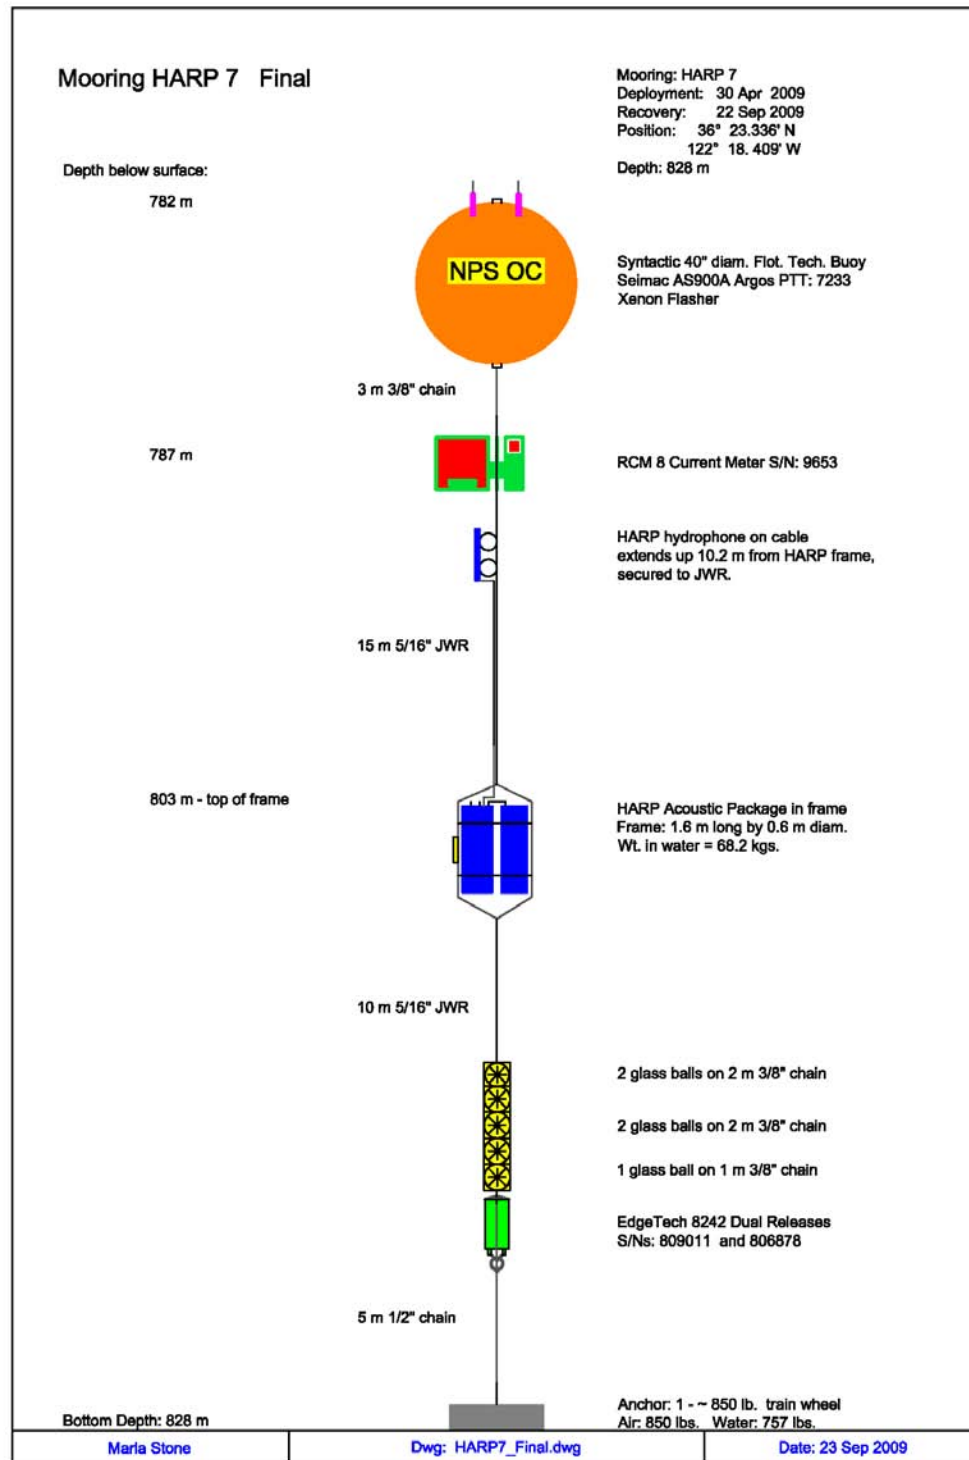 Mooring HARP 7 Final
Mooring: HARP 7
Deployment: 30 Apr 2009
Recovery: 22 Sep 2009
Position: 36° 23.336' N
122° 18. 409' W
Depth: 828 m
Depth below surface:
782 m
NPS OC
Syntactic 40" diam. Flot. Tech. Buoy
Seimac AS900A Argos PTT: 7233
Xenon Flasher
3 m 3/8" chain
787 m
RCM 8 Current Meter S/N: 9653
HARP hydrophone on cable
extends up 10.2 m from HARP frame,
secured to JWR.
15 m 5/16" JWR
803 m - top of frame
HARP Acoustic Package in frame
Frame: 1.6 m long by 0.6 m diam.
Wt. in water = 68.2 kgs.
10 m 5/16" JWR
2 glass balls on 2 m 3/8" chain
2 glass balls on 2 m 3/8" chain
1 glass ball on 1 m 3/8" chain
EdgeTech 8242 Dual Releases
S/Ns: 809011 and 806878
5 m 1/2" chain
Anchor: 1 - ~ 850 lb. train wheel
Air: 850 lbs. Water: 757 lbs.
Bottom Depth: 828 m
Marla Stone
Dwg: HARP7_Final.dwg
Date: 23 Sep 2009